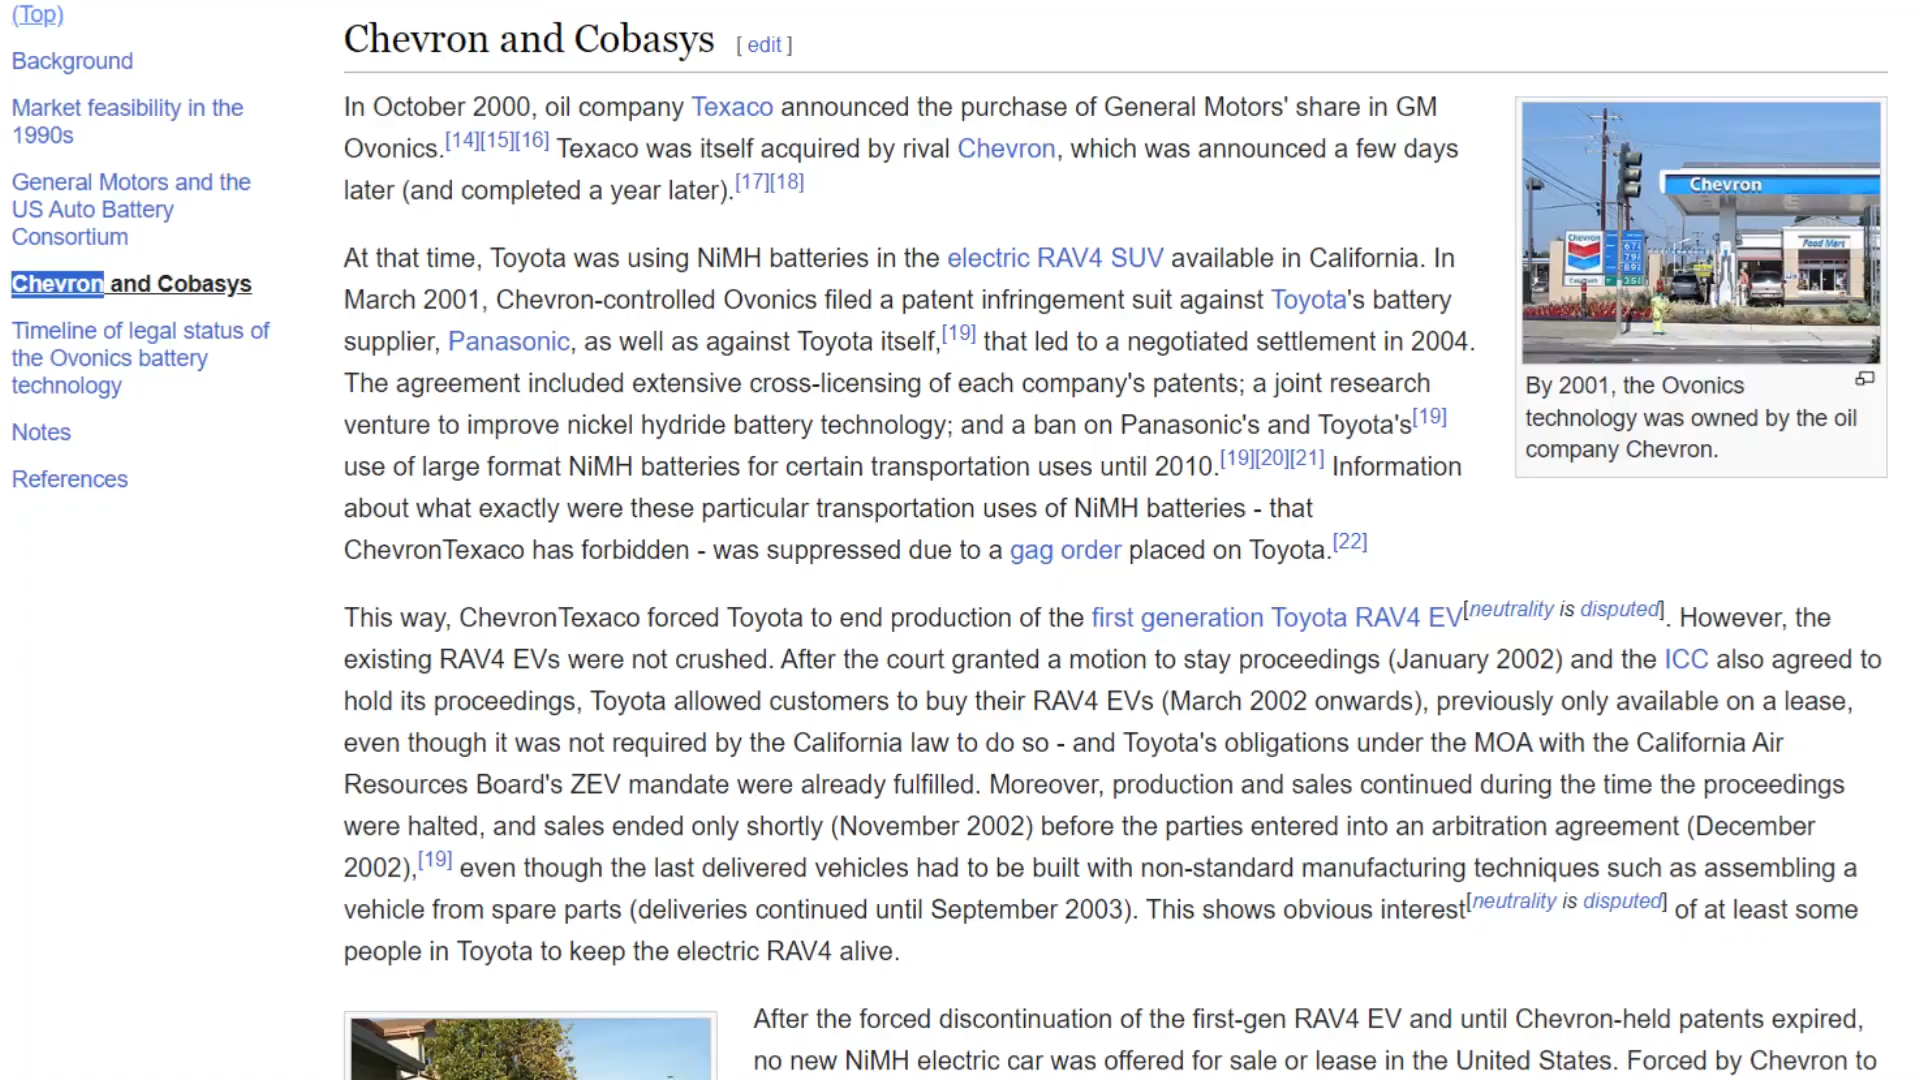 (Top)
Background
Market feasibility in the
1990s
General Motors and the
US Auto Battery
Consortium
Chevron and Cobasys
Timeline of legal status of
the Ovonics battery
technology
Notes
References
Chevron and Cobasys [ edit ]
In October 2000, oil company Texaco announced the purchase of General Motors' share in GM
Ovonics.[14][15][16] Texaco was itself acquired by rival Chevron, which was announced a few days
later (and completed a year later).[17][18]
At that time, Toyota was using NiMH batteries in the electric RAV4 SUV available in California. In
March 2001, Chevron-controlled Ovonics filed a patent infringement suit against Toyota's battery
supplier, Panasonic, as well as against Toyota itself,[19] that led to a negotiated settlement in 2004.
The agreement included extensive cross-licensing of each company's patents; a joint research
venture to improve nickel hydride battery technology; and a ban on Panasonic's and Toyota's[19]
use of large format NiMH batteries for certain transportation uses until 2010.[19][20][21] Information
about what exactly were these particular transportation uses of NiMH batteries - that
ChevronTexaco has forbidden - was suppressed due to a gag order placed on Toyota.[22]
Chevron
Chevron
Food Mart
By 2001, the Ovonics
technology was owned by the oil
company Chevron.
This way, ChevronTexaco forced Toyota to end production of the first generation Toyota RAV4 EV[neutrality is disputed]. However, the
existing RAV4 EVs were not crushed. After the court granted a motion to stay proceedings (January 2002) and the ICC also agreed to
hold its proceedings, Toyota allowed customers to buy their RAV4 EVs (March 2002 onwards), previously only available on a lease,
even though it was not required by the California law to do so - and Toyota's obligations under the MOA with the California Air
Resources Board's ZEV mandate were already fulfilled. Moreover, production and sales continued during the time the proceedings
were halted, and sales ended only shortly (November 2002) before the parties entered into an arbitration agreement (December
2002),[19] even though the last delivered vehicles had to be built with non-standard manufacturing techniques such as assembling a
vehicle from spare parts (deliveries continued until September 2003). This shows obvious interest[neutrality is disputed] of at least some
people in Toyota to keep the electric RAV4 alive.
After the forced discontinuation of the first-gen RAV4 EV and until Chevron-held patents expired,
no new NiMH electric car was offered for sale or lease in the United States. Forced by Chevron to